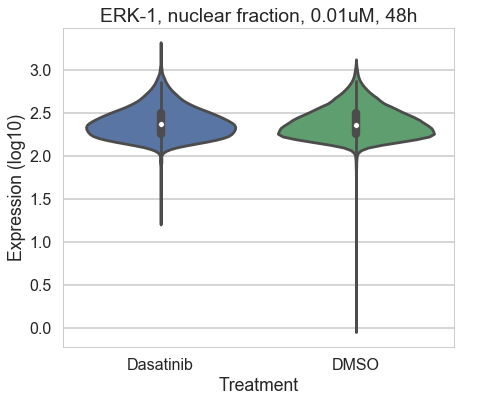 ERK-1, nuclear fraction, 0.01uM, 48h
Expression (log10)
3.0
2.5
2.0
1.5
1.0
0.5
0.0
Dasatinib DMSO
Treatment